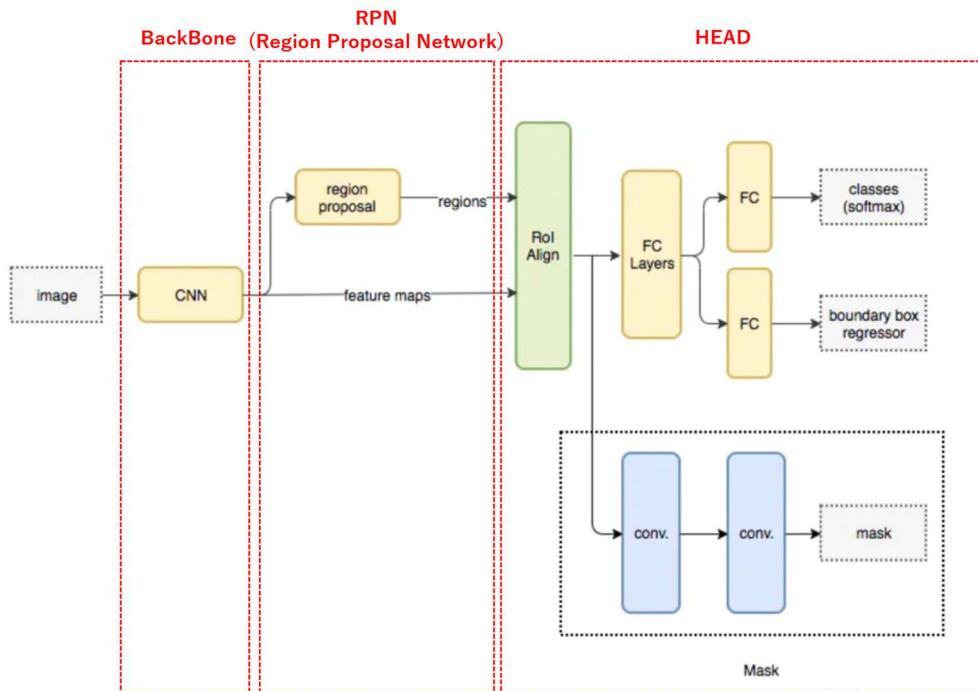 BackBone
RPN
(Region Proposal Network)
HEAD
image
CNN
region
proposal
regions
feature maps
RoI
Align
FC
Layers
FC
classes
(softmax)
FC
boundary box
regressor
conv.
conv.
mask
Mask